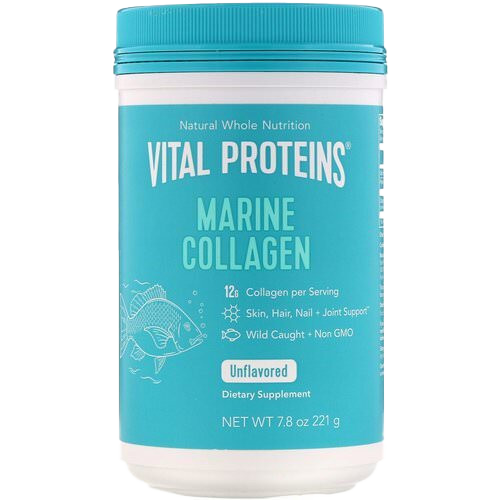 Natural Whole Nutrition
VITAL PROTEINS®
MARINE
COLLAGEN
12g Collagen per Serving
Skin, Hair, Nail + Joint Support**
Wild Caught + Non GMO
Unflavored
Dietary Supplement
NET WT 7.8 oz 221 g